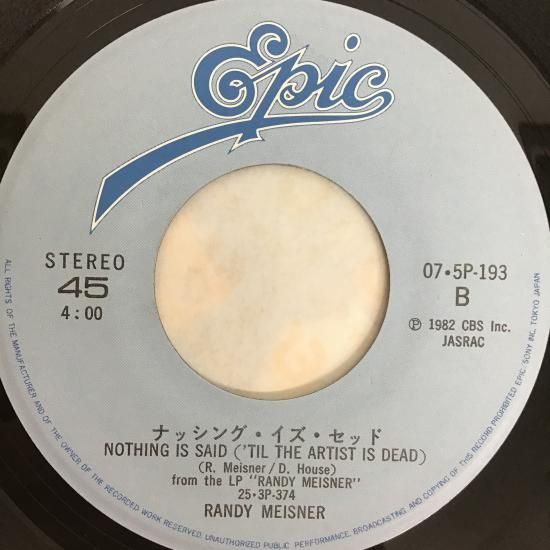 Epic
STEREO
45
4:00
07・5P-193
B
Ⓟ 1982 CBS Inc.
JASRAC
ナッシング・イズ・セッド
NOTHING IS SAID ('TIL THE ARTIST IS DEAD)
(R. Meisner/D. House)
from the LP "RANDY MEISNER"
25・3P-374
RANDY MEISNER
ALL RIGHTS OF THE MANUFACTURER AND OF THE OWNER OF THE RECORDED WORK RESERVED. UNAUTHORIZED PUBLIC PERFORMANCE, BROADCASTING AND COPYING OF THIS RECORD PROHIBITED EPIC/SONY INC. TOKYO JAPAN